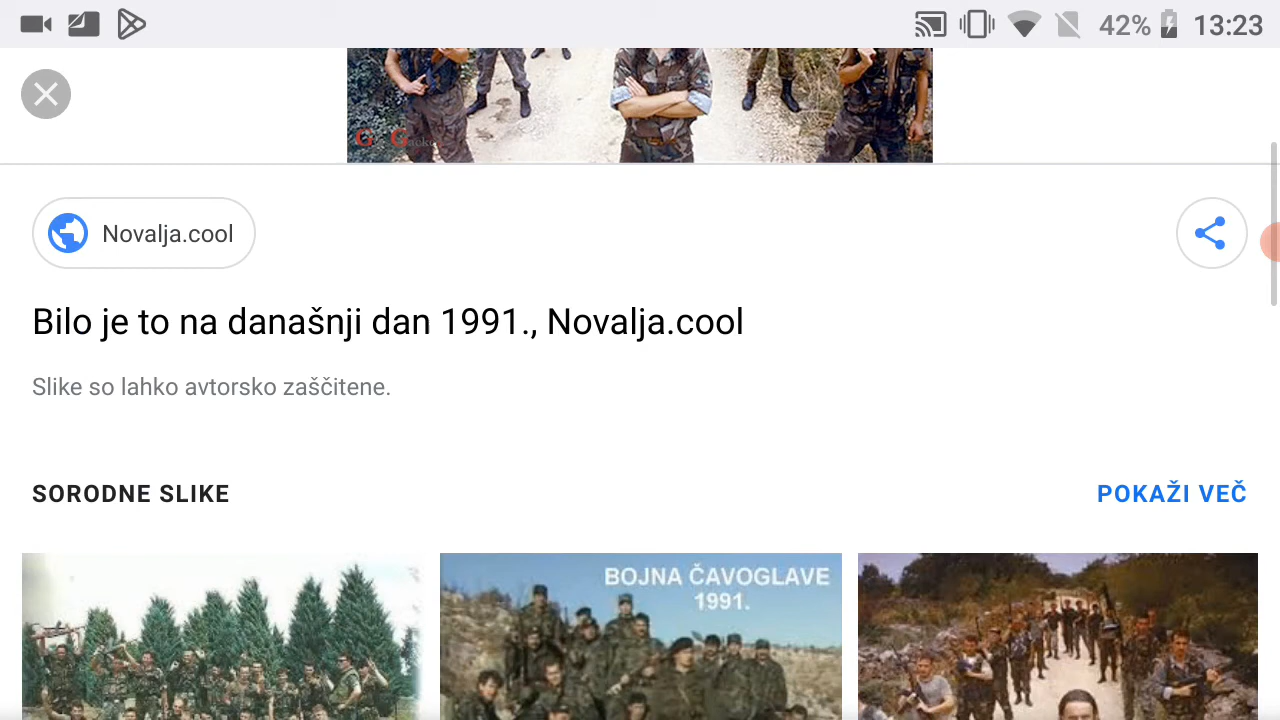 42% 13:23
Novalja.cool
Bilo je to na današnji dan 1991., Novalja.cool
Slike so lahko avtorsko zaščitene.
SORODNE SLIKE POKAŽI VEČ
BOJNA ČAVOGLAVE
1991.